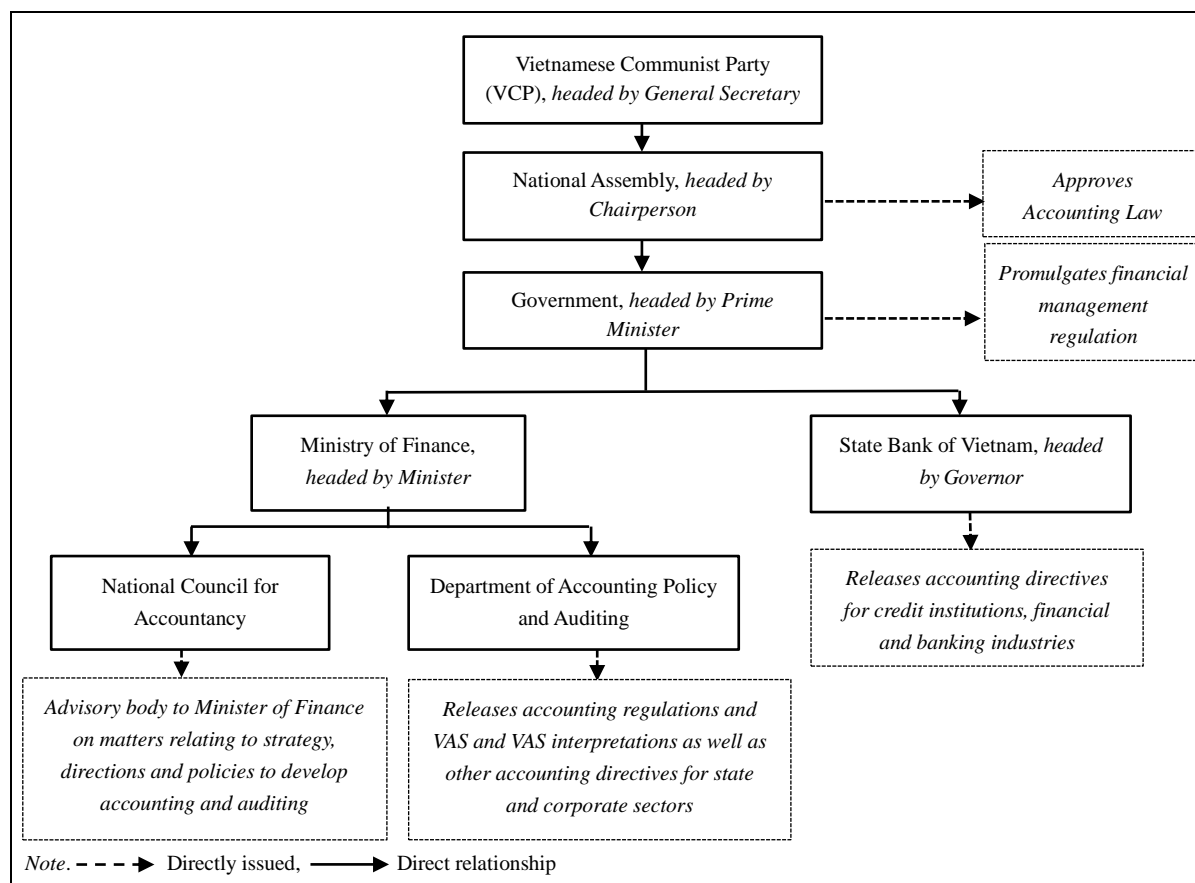 Vietnamese Communist Party
(VCP), headed by General Secretary
National Assembly, headed by
Chairperson
Approves
Accounting Law
Government, headed by Prime
Minister
Promulgates financial
management
regulation
Ministry of Finance,
headed by Minister
State Bank of Vietnam, headed
by Governor
National Council for
Accountancy
Department of Accounting Policy
and Auditing
Releases accounting directives
for credit institutions, financial
and banking industries
Advisory body to Minister of Finance
on matters relating to strategy,
directions and policies to develop
accounting and auditing
Releases accounting regulations and
VAS and VAS interpretations as well as
other accounting directives for state
and corporate sectors
Note. Directly issued, Direct relationship